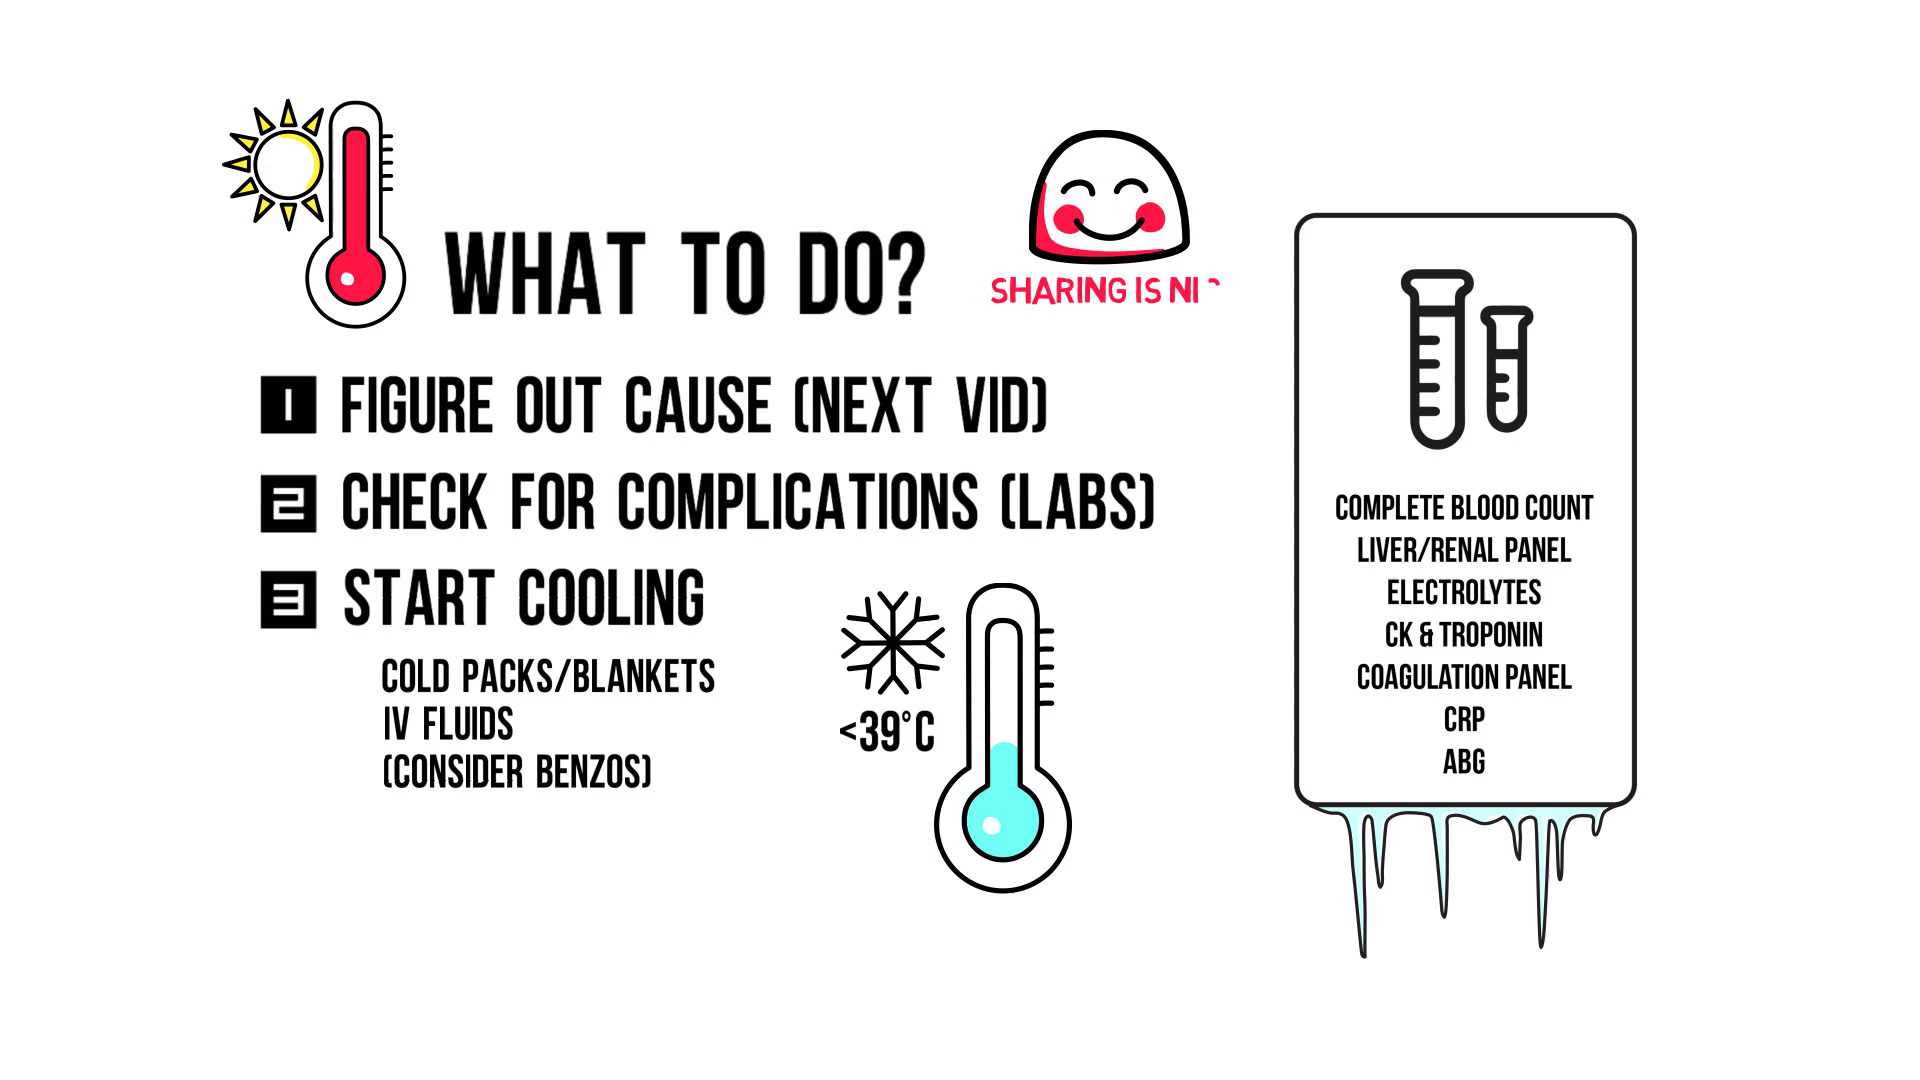 WHAT TO DO?
SHARING IS
1 FIGURE OUT CAUSE (NEXT VID)
2 CHECK FOR COMPLICATIONS (LABS)
3 START COOLING
COLD PACKS/BLANKETS
IV FLUIDS
(CONSIDER BENZOS)
<39°C
COMPLETE BLOOD COUNT
LIVER/RENAL PANEL
ELECTROLYTES
CK & TROPONIN
COAGULATION PANEL
CRP
ABG